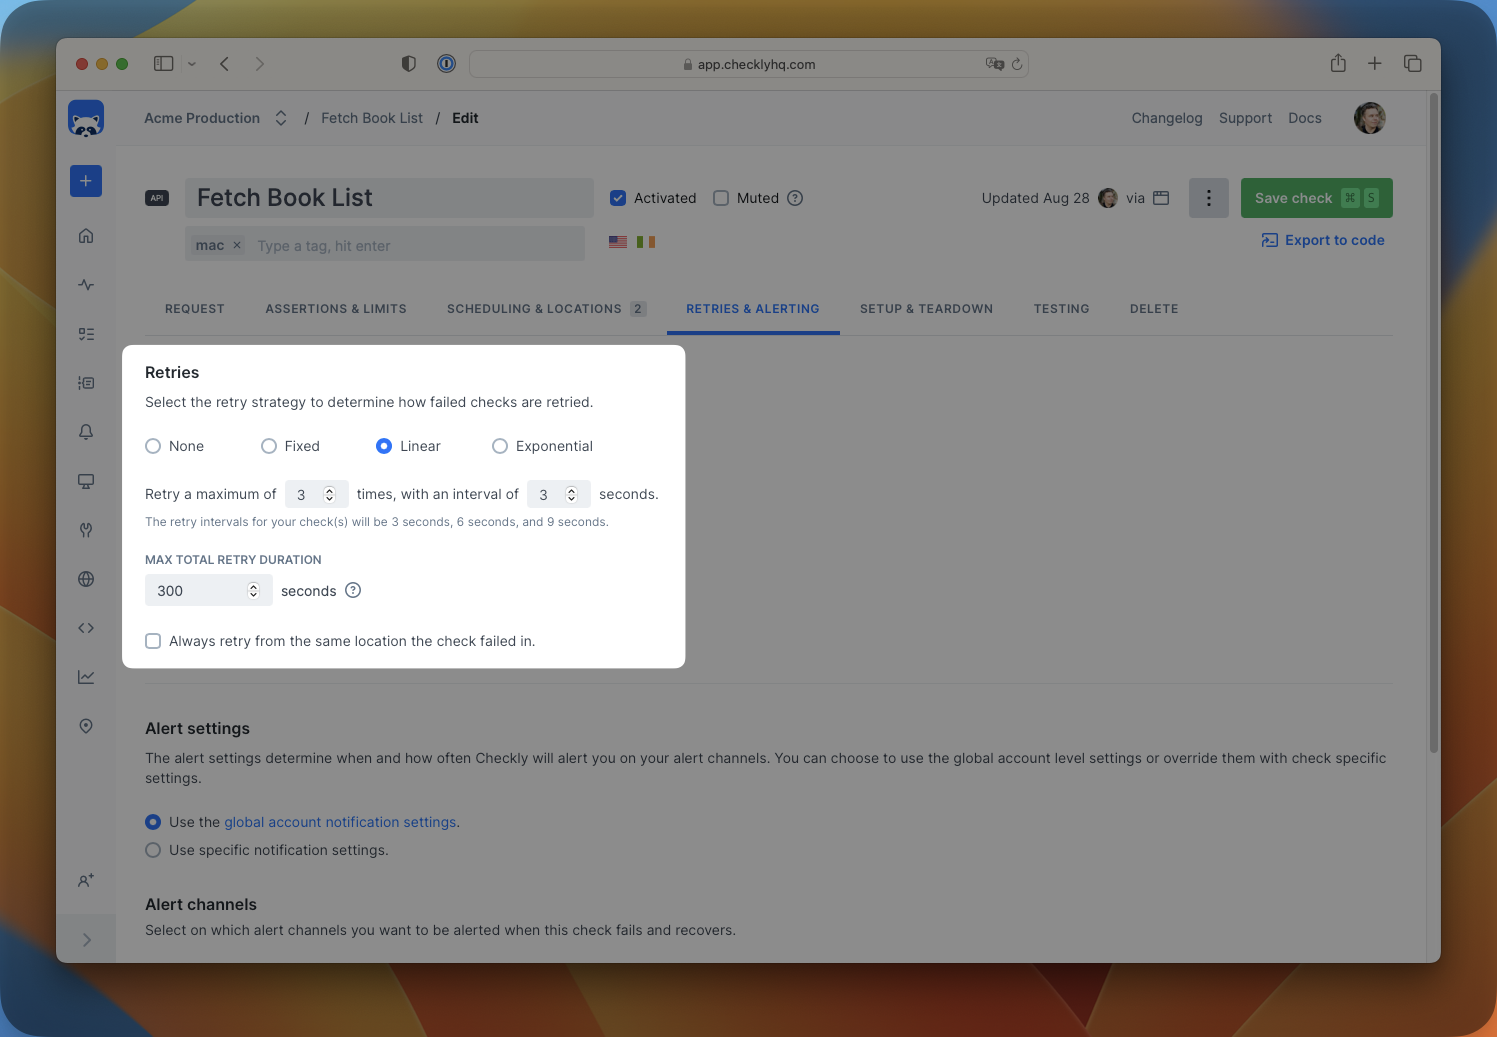 app.checklyhq.com
Acme Production / Fetch Book List / Edit
Changelog Support Docs
API Fetch Book List
Activated Muted ?
Updated Aug 28 via
Save check ⌘ S
mac × Type a tag, hit enter
Export to code
REQUEST ASSERTIONS & LIMITS SCHEDULING & LOCATIONS 2 RETRIES & ALERTING SETUP & TEARDOWN TESTING DELETE
Retries
Select the retry strategy to determine how failed checks are retried.
None Fixed Linear Exponential
Retry a maximum of 3 times, with an interval of 3 seconds.
The retry intervals for your check(s) will be 3 seconds, 6 seconds, and 9 seconds.
MAX TOTAL RETRY DURATION
300 seconds ?
Always retry from the same location the check failed in.
Alert settings
The alert settings determine when and how often Checkly will alert you on your alert channels. You can choose to use the global account level settings or override them with check specific
settings.
Use the global account notification settings.
Use specific notification settings.
Alert channels
Select on which alert channels you want to be alerted when this check fails and recovers.